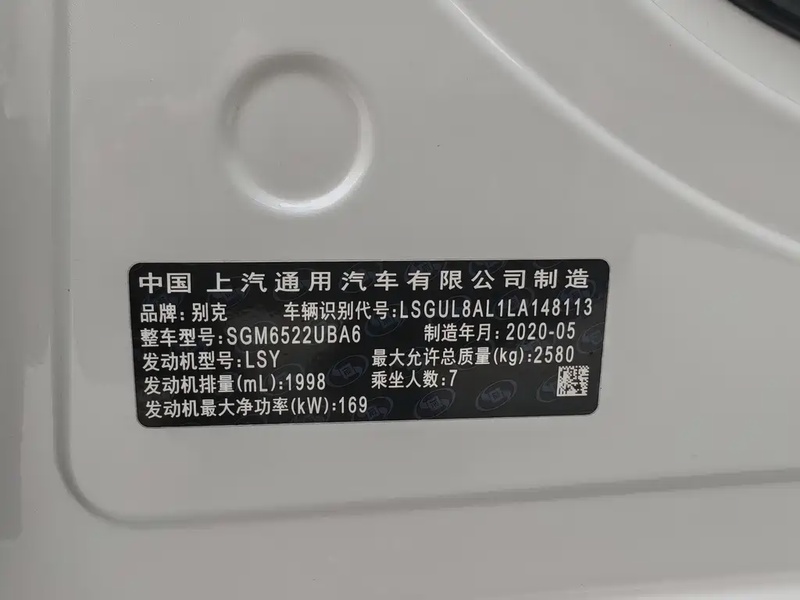 中国 上汽通用汽车有限公司制造
品牌:别克 车辆识别代号:LSGUL8AL1LA148113
整车型号:SGM6522UBA6 制造年月:2020-05
发动机型号:LSY 最大允许总质量(kg):2580
发动机排量(mL):1998 乘坐人数:7
发动机最大净功率(kW):169